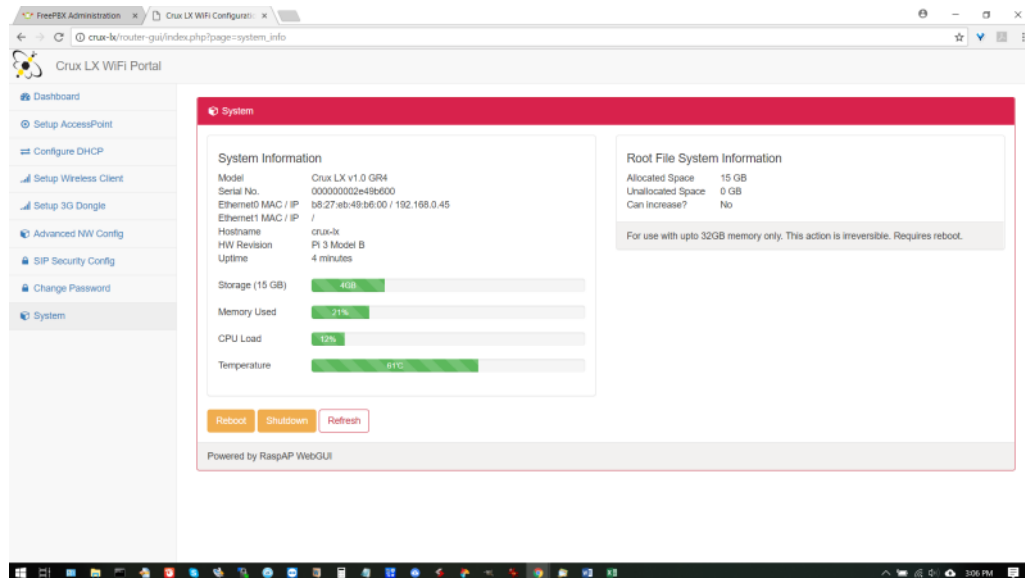 FreePBX Administration
Crux LX WiFi Configuratic
crux-lx/router-gui/index.php?page=system_info
Crux LX WiFi Portal
Dashboard
Setup AccessPoint
Configure DHCP
Setup Wireless Client
Setup 3G Dongle
Advanced NW Config
SIP Security Config
Change Password
System
System
System Information
Model Crux LX v1.0 GR4
Serial No. 000000002e49b600
Ethernet0 MAC / IP b8:27:eb:49:b6:00 / 192.168.0.45
Ethernet1 MAC / IP /
Hostname crux-lx
HW Revision Pi 3 Model B
Uptime 4 minutes
Storage (15 GB) 4GB
Memory Used 21%
CPU Load 12%
Temperature 61°C
Reboot Shutdown Refresh
Root File System Information
Allocated Space 15 GB
Unallocated Space 0 GB
Can increase? No
For use with upto 32GB memory only. This action is irreversible. Requires reboot.
Powered by RaspAP WebGUI
3:06 PM